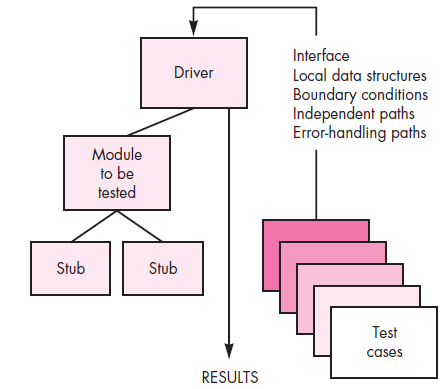 Driver
Interface
Local data structures
Boundary conditions
Independent paths
Error-handling paths
Module
to be
tested
Stub
Stub
Test
cases
RESULTS